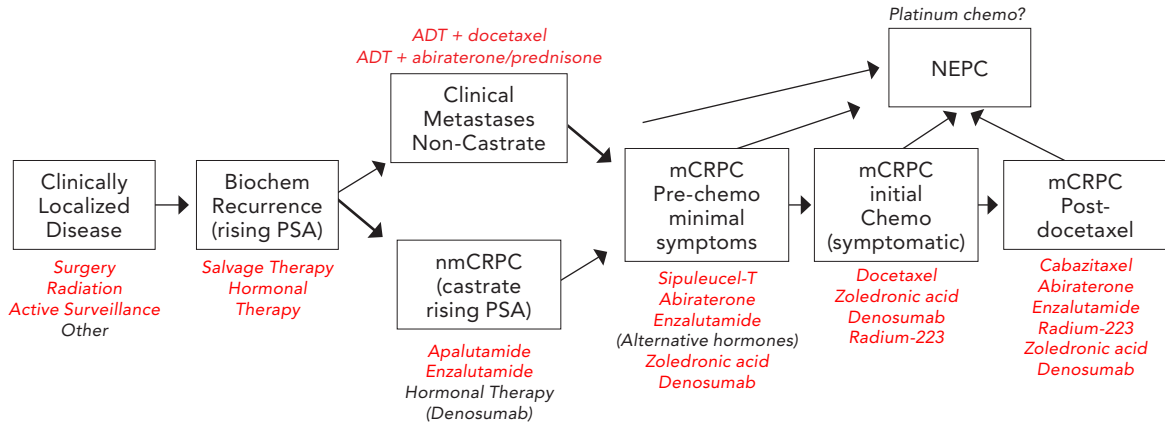 Platinum chemo?
NEPC
ADT + docetaxel
ADT + abiraterone/prednisone
Clinical
Metastases
Non-Castrate
Clinically
Localized
Disease
Surgery
Radiation
Active Surveillance
Other
Biochem
Recurrence
(rising PSA)
Salvage Therapy
Hormonal
Therapy
nmCRPC
(castrate
rising PSA)
Apalutamide
Enzalutamide
Hormonal Therapy
(Denosumab)
mCRPC
Pre-chemo
minimal
symptoms
Sipuleucel-T
Abiraterone
Enzalutamide
(Alternative hormones)
Zoledronic acid
Denosumab
mCRPC
initial
Chemo
(symptomatic)
Docetaxel
Zoledronic acid
Denosumab
Radium-223
mCRPC
Post-
docetaxel
Cabazitaxel
Abiraterone
Enzalutamide
Radium-223
Zoledronic acid
Denosumab